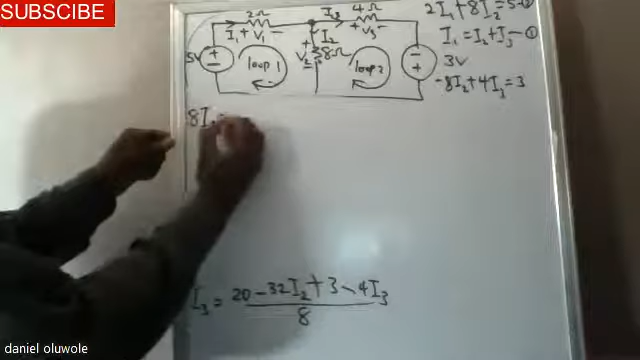 SUBSCIBE
2Ω I₃ 4Ω 2I₁+8I₂=5-②
I₁ + V₁ - I₂ + V₃ - I₁=I₂+I₃-①
5V + - loop 1 + V₂ - 8Ω loop 2 - + 3V
-8I₂+4I₃=3
8I
I₃ = 20-32I₂+3-4I₃
8
daniel oluwole